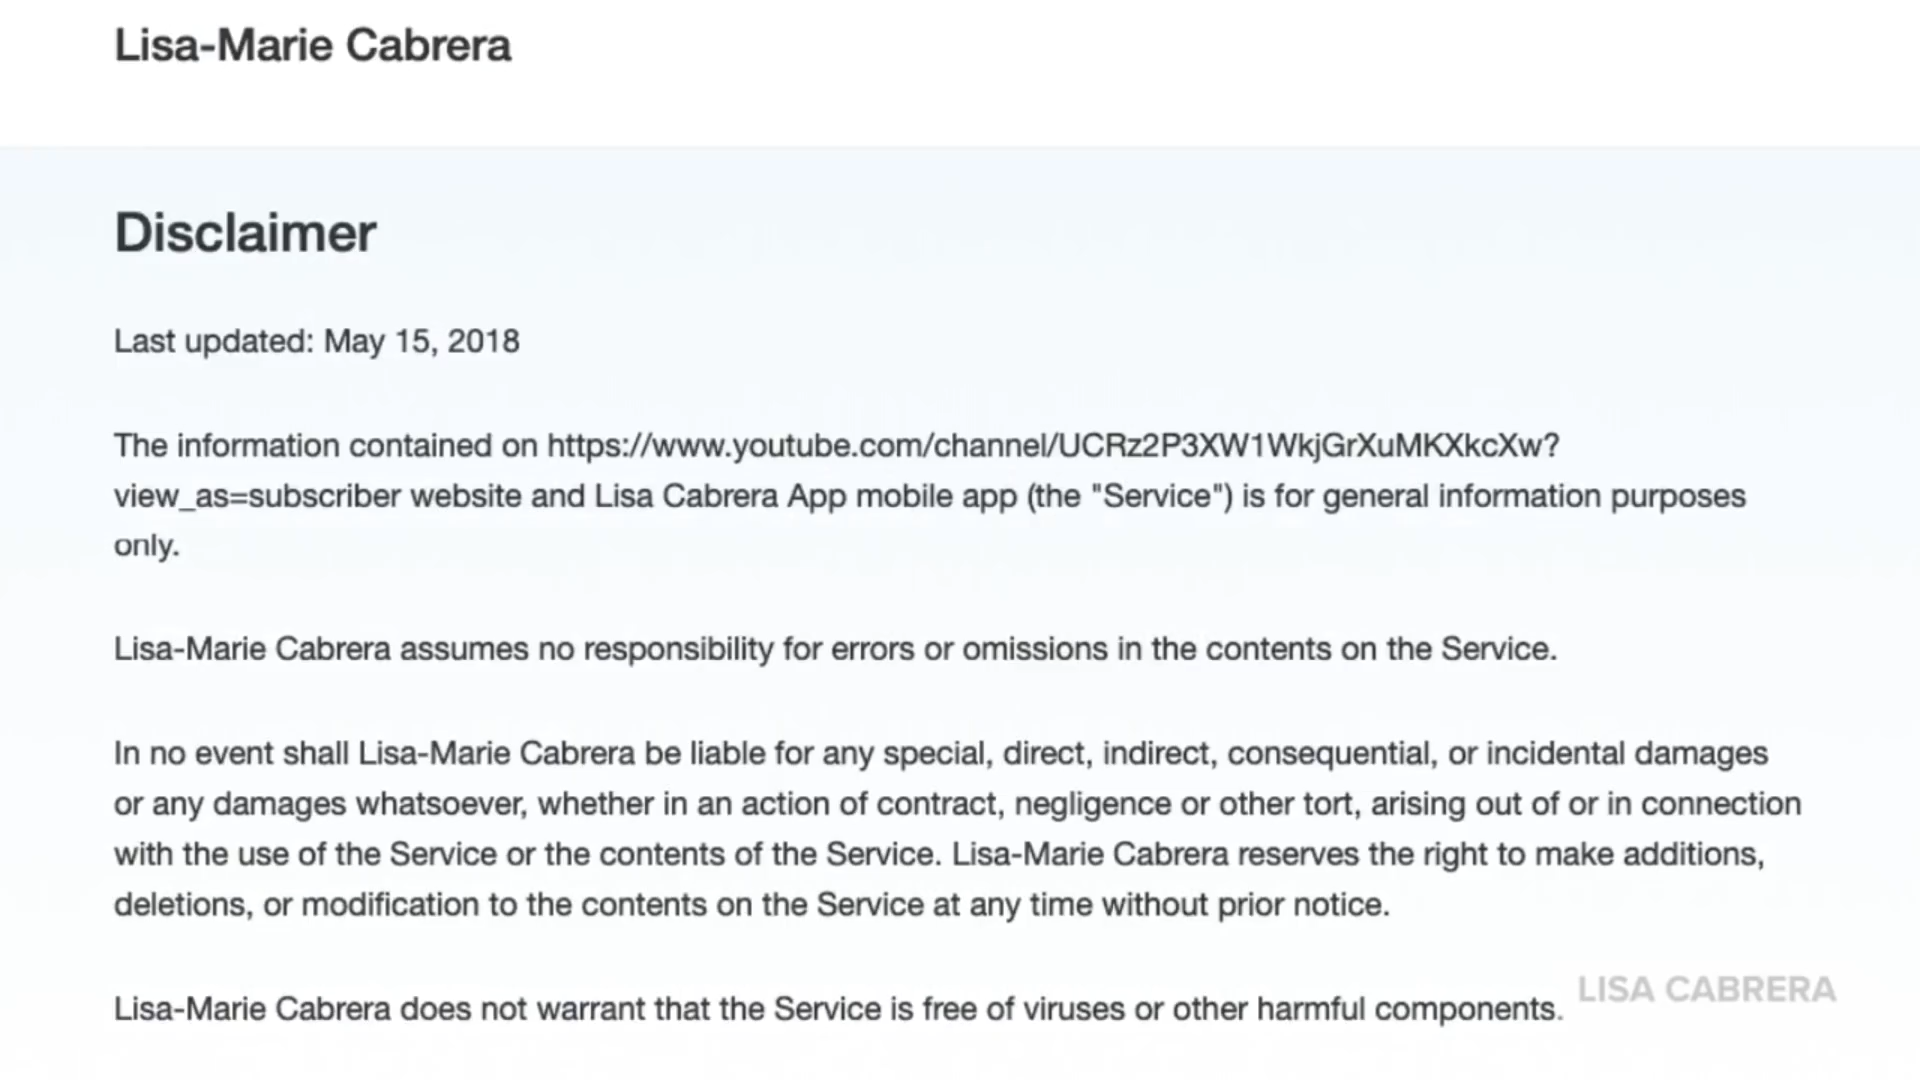 Lisa-Marie Cabrera
Disclaimer
Last updated: May 15, 2018
The information contained on https://www.youtube.com/channel/UCRz2P3XW1WkjGrXuMKXkcXw?
view_as=subscriber website and Lisa Cabrera App mobile app (the "Service") is for general information purposes
only.
Lisa-Marie Cabrera assumes no responsibility for errors or omissions in the contents on the Service.
In no event shall Lisa-Marie Cabrera be liable for any special, direct, indirect, consequential, or incidental damages
or any damages whatsoever, whether in an action of contract, negligence or other tort, arising out of or in connection
with the use of the Service or the contents of the Service. Lisa-Marie Cabrera reserves the right to make additions,
deletions, or modification to the contents on the Service at any time without prior notice.
Lisa-Marie Cabrera does not warrant that the Service is free of viruses or other harmful components.
LISA CABRERA